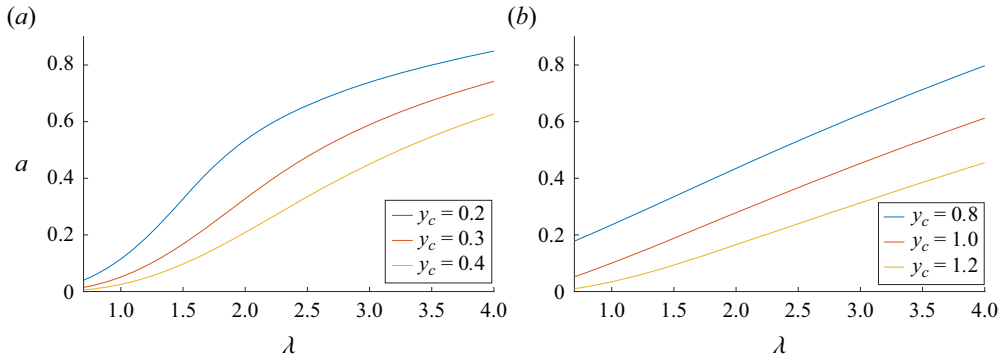 (a)
(b)
0.8
0.6
a
0.4
0.2
0
y_c = 0.2
y_c = 0.3
y_c = 0.4
1.0 1.5 2.0 2.5 3.0 3.5 4.0
λ
0.8
0.6
0.4
0.2
0
y_c = 0.8
y_c = 1.0
y_c = 1.2
1.0 1.5 2.0 2.5 3.0 3.5 4.0
λ